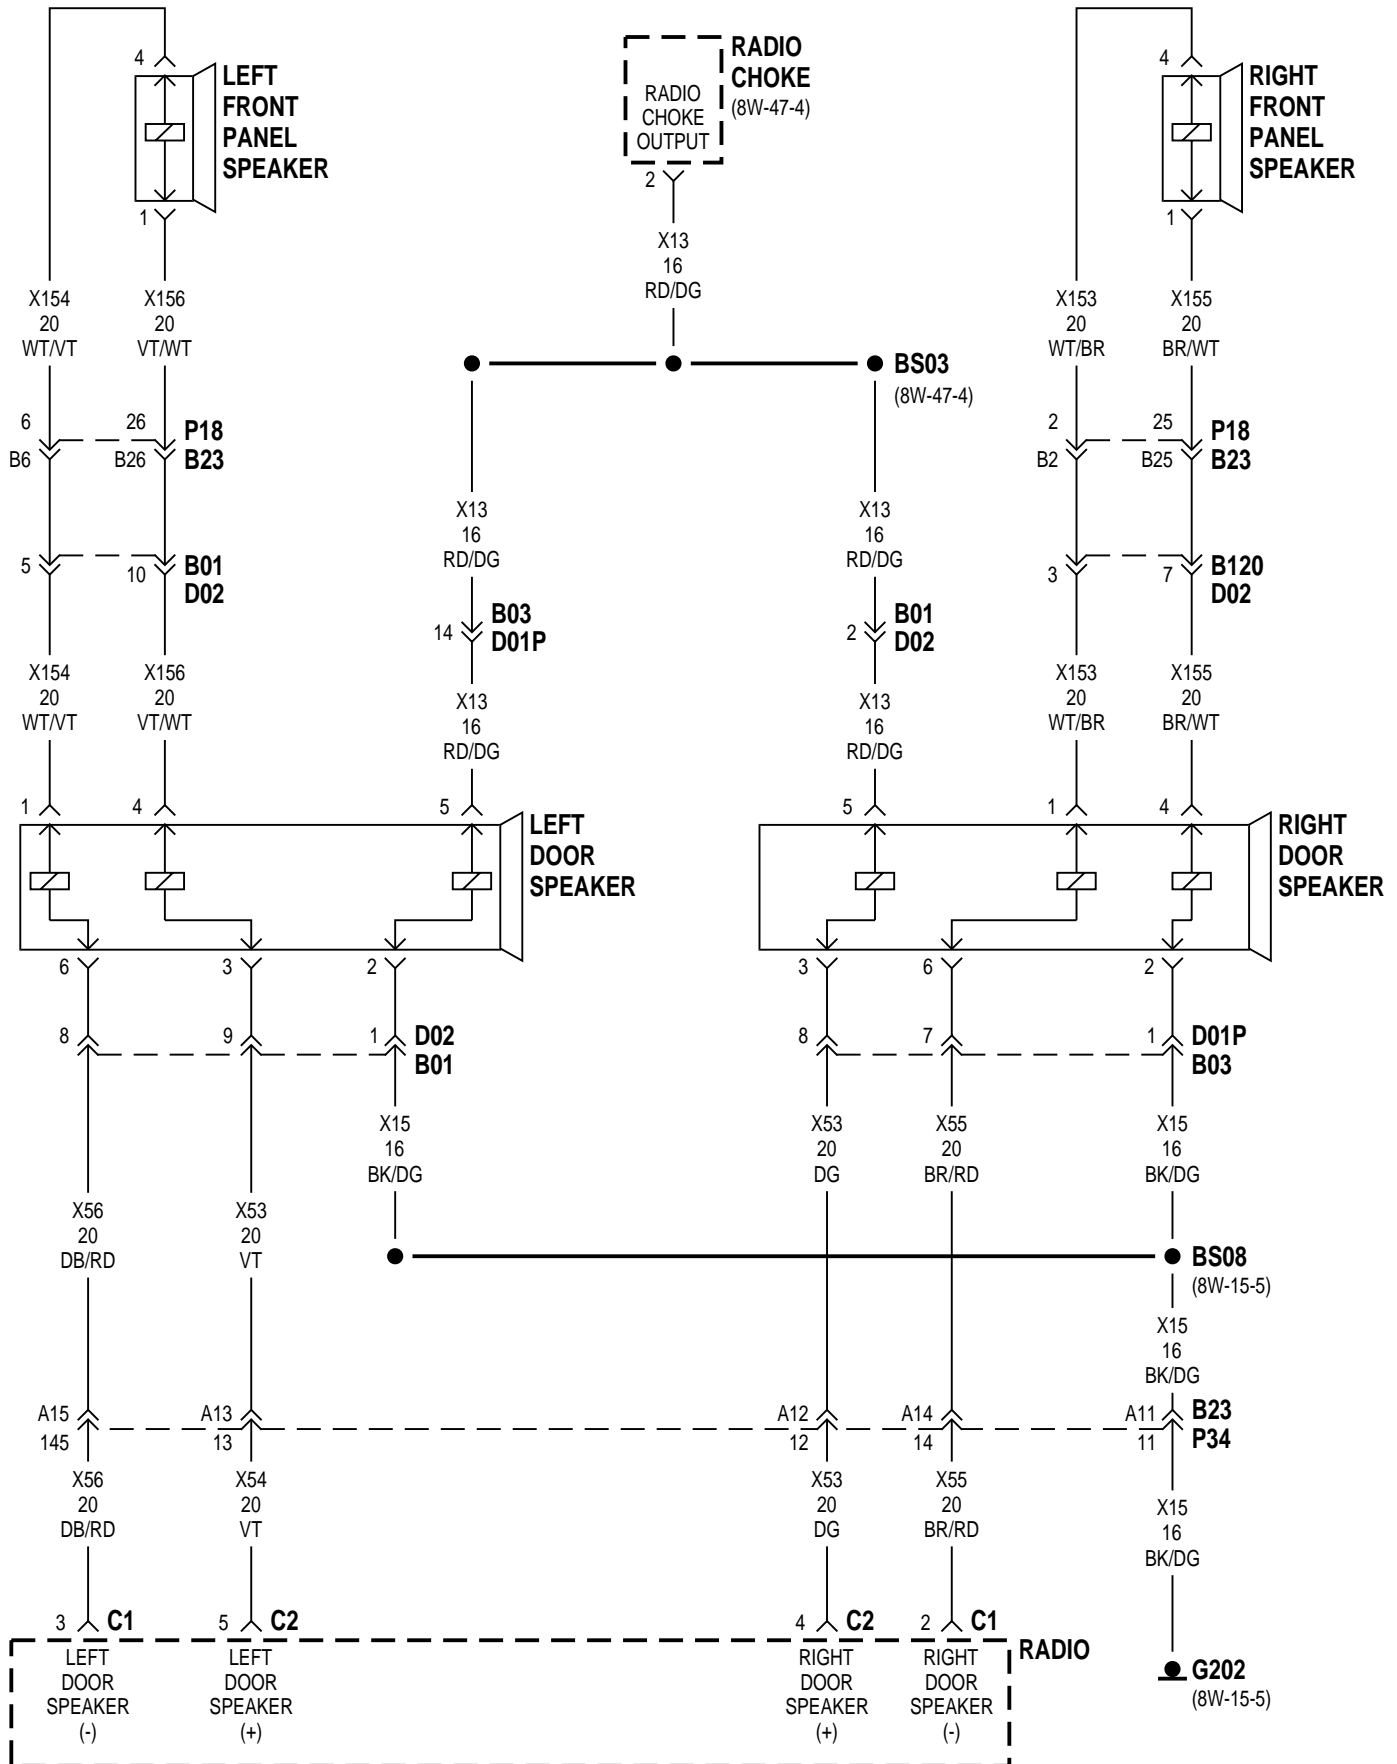 4
LEFT
FRONT
PANEL
SPEAKER
1
RADIO
CHOKE
OUTPUT
RADIO
CHOKE
(8W-47-4)
2
4
RIGHT
FRONT
PANEL
SPEAKER
1
X13
16
RD/DG
X154
20
WT/VT
X156
20
VT/WT
X153
20
WT/BR
X155
20
BR/WT
BS03
(8W-47-4)
6
26
P18
B6
B26
B23
2
25
P18
B2
B25
B23
X13
16
RD/DG
X13
16
RD/DG
5
10
B01
D02
3
7
B120
D02
14
B03
D01P
2
B01
D02
X154
20
WT/VT
X156
20
VT/WT
X13
16
RD/DG
X13
16
RD/DG
X153
20
WT/BR
X155
20
BR/WT
1
4
5
LEFT
DOOR
SPEAKER
5
1
4
RIGHT
DOOR
SPEAKER
6
3
2
3
6
2
8
9
1
D02
B01
8
7
1
D01P
B03
X15
16
BK/DG
X53
20
DG
X55
20
BR/RD
X15
16
BK/DG
X56
20
DB/RD
X53
20
VT
BS08
(8W-15-5)
X15
16
BK/DG
A15
A13
A12
A14
A11
B23
145
13
12
14
11
P34
X56
20
DB/RD
X54
20
VT
X53
20
DG
X55
20
BR/RD
X15
16
BK/DG
3
C1
5
C2
4
C2
2
C1
RADIO
LEFT
DOOR
SPEAKER
(-)
LEFT
DOOR
SPEAKER
(+)
RIGHT
DOOR
SPEAKER
(+)
RIGHT
DOOR
SPEAKER
(-)
G202
(8W-15-5)